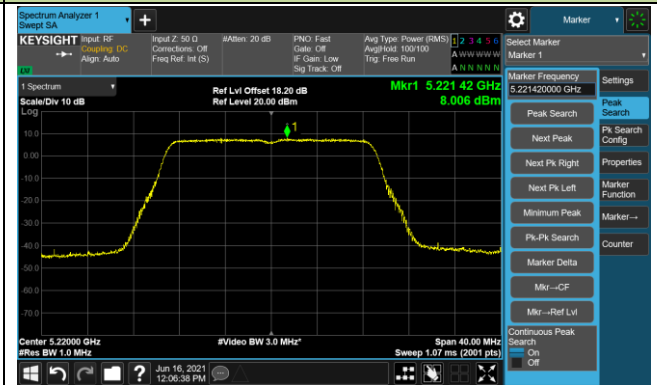 Spectrum Analyzer 1
Swept SA
+
Marker
KEYSIGHT
Input: RF
Coupling: DC
Align: Auto
Input Z: 50 Ω
Corrections: Off
Freq Ref: Int (S)
#Atten: 20 dB
PNO: Fast
Gate: Off
IF Gain: Low
Sig Track: Off
Avg Type: Power (RMS)
Avg|Hold: 100/100
Trig: Free Run
1 2 3 4 5 6
A W W W W W
A N N N N N
Select Marker
Marker 1
1 Spectrum
Scale/Div 10 dB
Ref Lvl Offset 18.20 dB
Ref Level 20.00 dBm
Mkr1 5.221 42 GHz
8.006 dBm
Log
10.0
0.00
-10.0
-20.0
-30.0
-40.0
-50.0
-60.0
-70.0
1
Marker Frequency
5.221420000 GHz
Peak Search
Next Peak
Next Pk Right
Next Pk Left
Minimum Peak
Pk-Pk Search
Marker Delta
Mkr→CF
Mkr→Ref Lvl
Continuous Peak
Search
On
Off
Settings
Peak
Search
Pk Search
Config
Properties
Marker
Function
Marker→
Counter
Center 5.22000 GHz
#Res BW 1.0 MHz
#Video BW 3.0 MHz*
Span 40.00 MHz
Sweep 1.07 ms (2001 pts)
?
Jun 16, 2021
12:06:38 PM